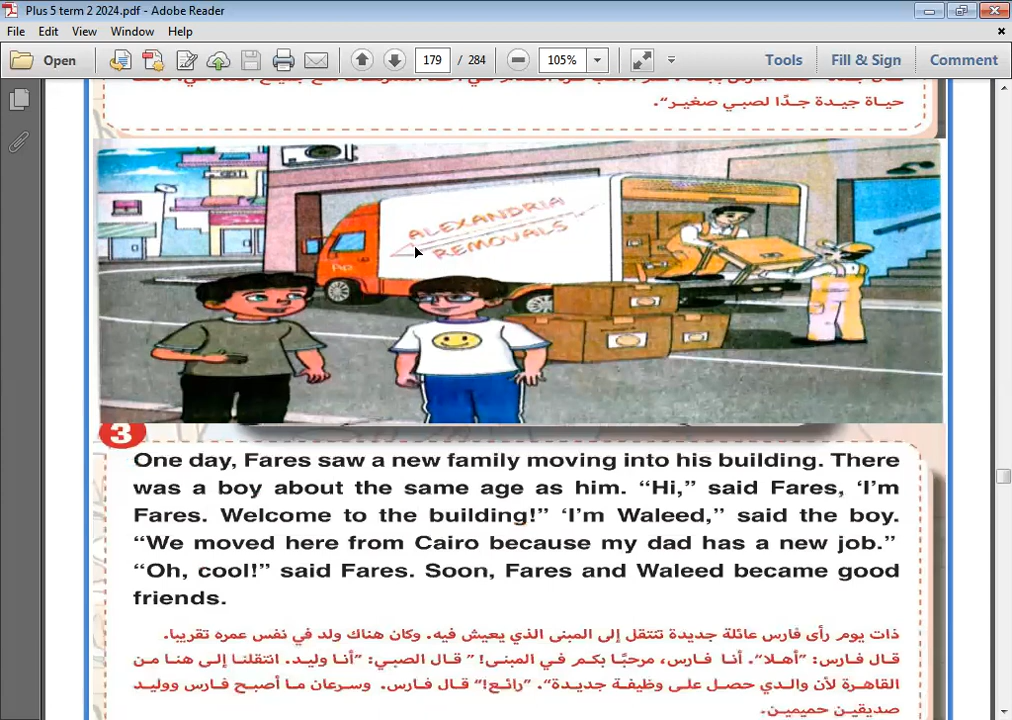 Plus 5 term 2 2024.pdf - Adobe Reader
File Edit View Window Help
Open 179 / 284 105% Tools Fill & Sign Comment
حياة جيدة جدًا لصبي صغير".
ALEXANDRIA
REMOVALS
3
One day, Fares saw a new family moving into his building. There
was a boy about the same age as him. “Hi,” said Fares, ‘I’m
Fares. Welcome to the building!” ‘I’m Waleed,” said the boy.
“We moved here from Cairo because my dad has a new job.”
“Oh, cool!” said Fares. Soon, Fares and Waleed became good
friends.
ذات يوم رأى فارس عائلة جديدة تنتقل إلى المبنى الذي يعيش فيه. وكان هناك ولد في نفس عمره تقريبا.
قال فارس: "أهلا". أنا فارس، مرحبًا بكم في المبنى!" قال الصبي: "أنا وليد. انتقلنا إلى هنا من
القاهرة لأن والدي حصل على وظيفة جديدة". "رائع!" قال فارس. وسرعان ما أصبح فارس ووليد
صديقين حميمين.